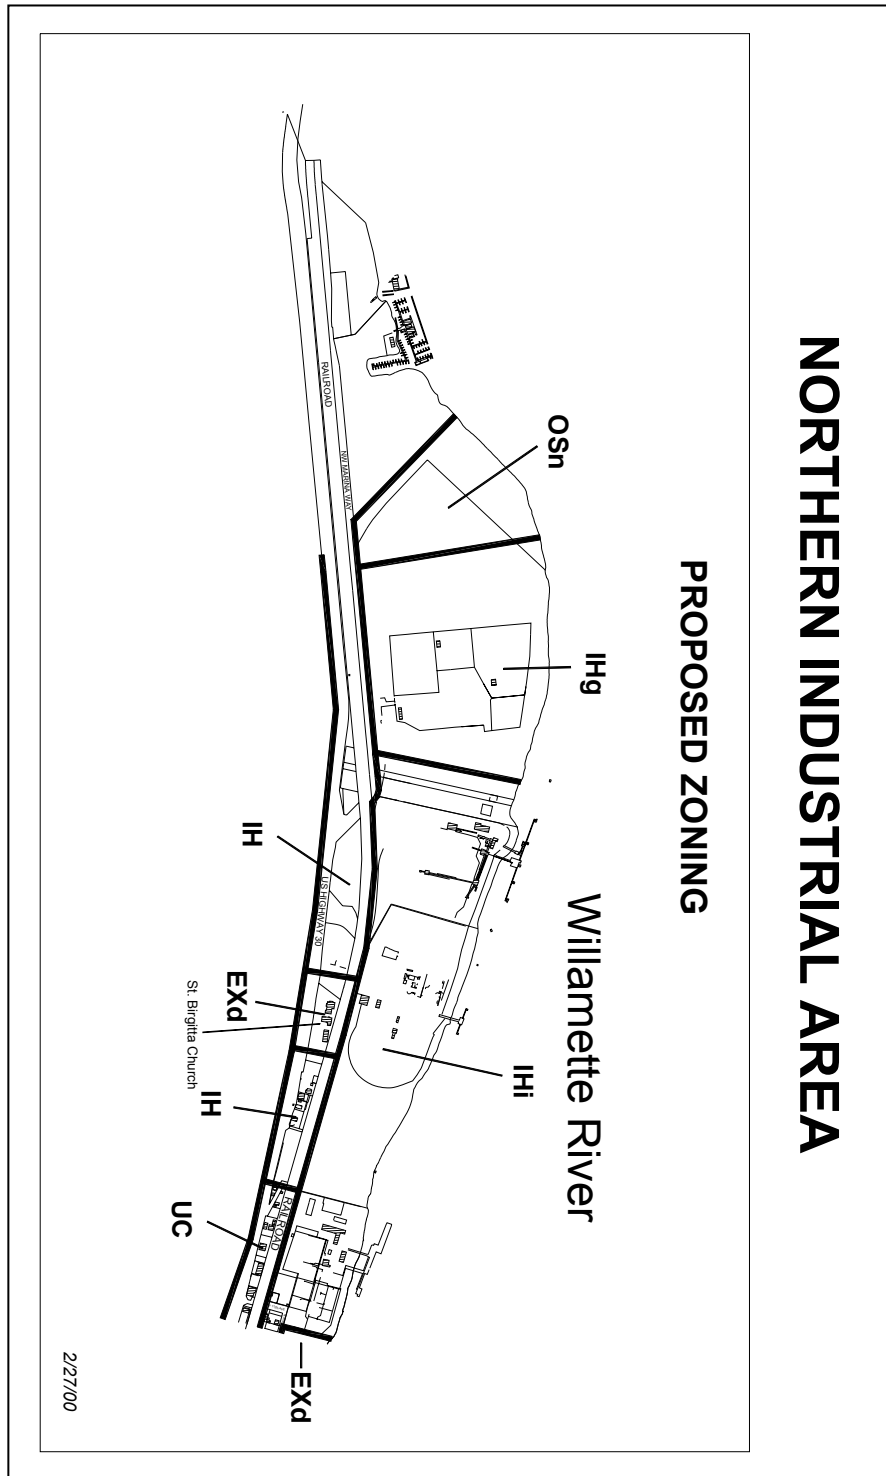 NORTHERN INDUSTRIAL AREA
PROPOSED ZONING
Willamette River
OSn
IHg
IHi
EXd
RAILROAD
NW MARINA WAY
US HIGHWAY 30
RAILROAD
IH
EXd
St. Birgitta Church
IH
UC
2/27/00